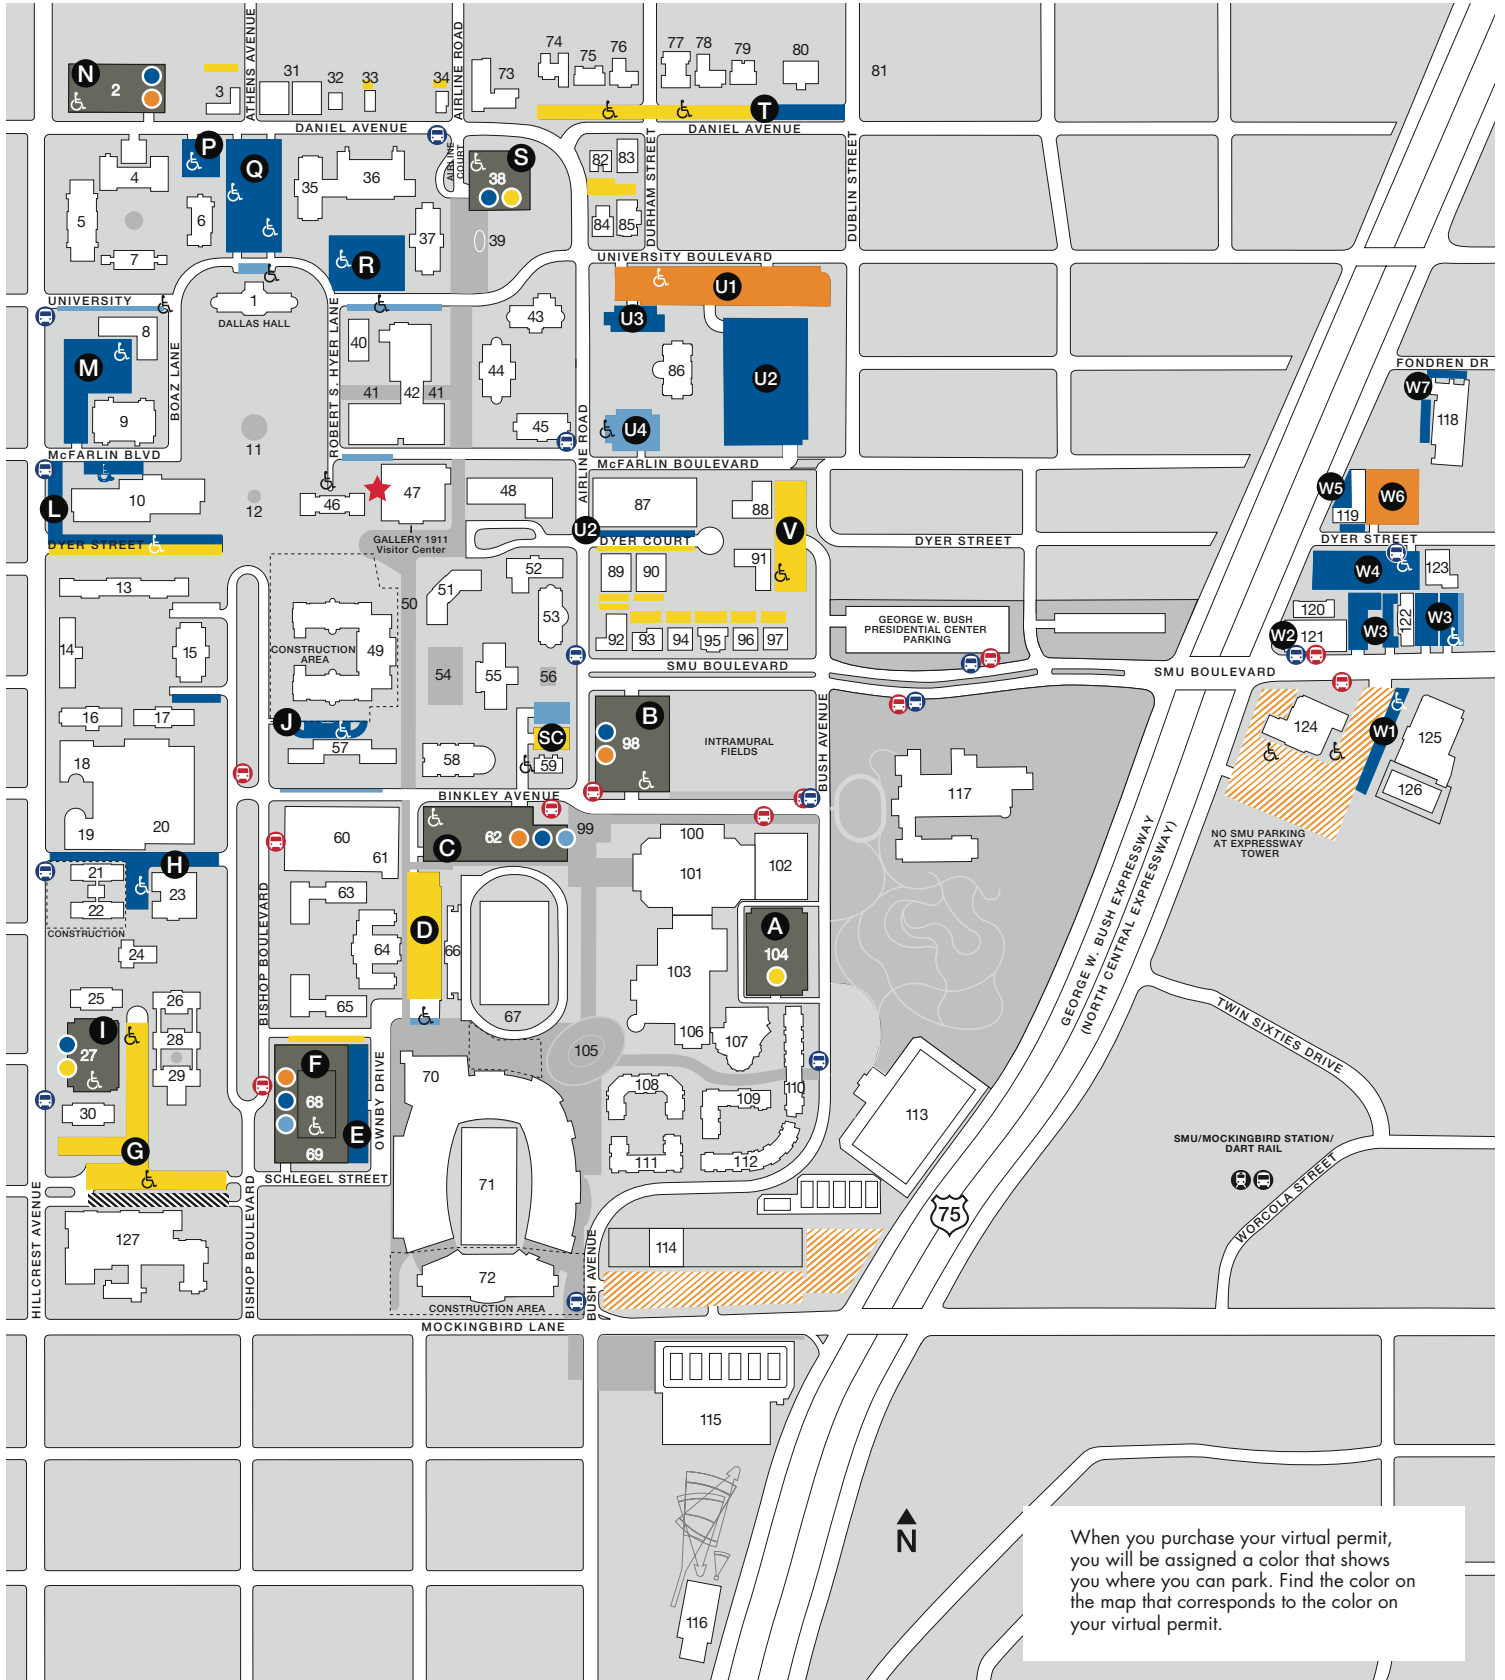 ATHENS AVENUE
AIRLINE ROAD
N
2
3
31
32
33
34
73
74
75
76
77
78
79
80
81
T
DANIEL AVENUE
DANIEL AVENUE
P
Q
4
5
6
7
35
36
37
AIRLINE
COURT
S
38
39
82
83
84
85
DURHAM STREET
DUBLIN STREET
R
UNIVERSITY BOULEVARD
U1
UNIVERSITY
1
DALLAS HALL
U3
8
M
9
BOAZ LANE
ROBERT S. HYER LANE
40
41
42
41
43
44
45
86
U2
U4
AIRLINE ROAD
FONDREN DR
W7
118
11
McFARLIN BLVD
McFARLIN BOULEVARD
L
10
12
46
47
48
87
88
GALLERY 1911
Visitor Center
U2
V
W5
W6
119
DYER STREET
DYER COURT
DYER STREET
DYER STREET
13
51
52
89
90
91
W4
123
50
53
14
15
49
CONSTRUCTION
AREA
92
93
94
95
96
97
GEORGE W. BUSH
PRESIDENTIAL CENTER
PARKING
120
122
W3
W3
W2
121
SMU BOULEVARD
SMU BOULEVARD
54
55
56
16
17
J
57
58
SC
59
B
98
INTRAMURAL
FIELDS
BUSH AVENUE
124
W1
125
126
18
19
20
BINKLEY AVENUE
117
NO SMU PARKING
AT EXPRESSWAY
TOWER
60
61
62
C
99
100
101
102
H
21
22
23
CONSTRUCTION
24
63
64
65
D
66
67
BISHOP BOULEVARD
103
A
104
GEORGE W. BUSH EXPRESSWAY
(NORTH CENTRAL EXPRESSWAY)
25
26
I
27
28
29
30
106
107
105
TWIN SIXTIES DRIVE
F
68
69
E
OWNBY DRIVE
70
108
109
110
111
112
113
G
SCHLEGEL STREET
SMU/MOCKINGBIRD STATION/
DART RAIL
WORCOLA STREET
HILLCREST AVENUE
BISHOP BOULEVARD
71
75
127
72
CONSTRUCTION AREA
BUSH AVENUE
114
MOCKINGBIRD LANE
115
116
N
When you purchase your virtual permit,
you will be assigned a color that shows
you where you can park. Find the color on
the map that corresponds to the color on
your virtual permit.